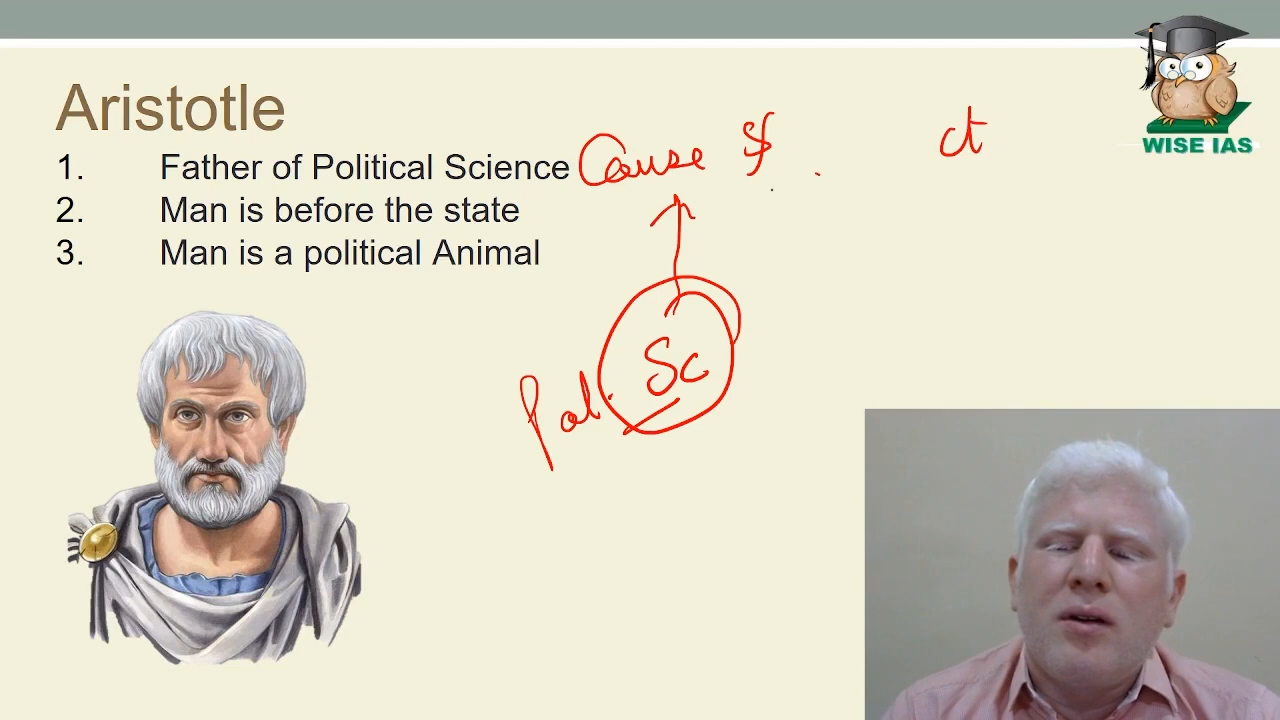 Aristotle
1. Father of Political Science
2. Man is before the state
3. Man is a political Animal
Cause
Sc
Pol.
ct
WISE IAS